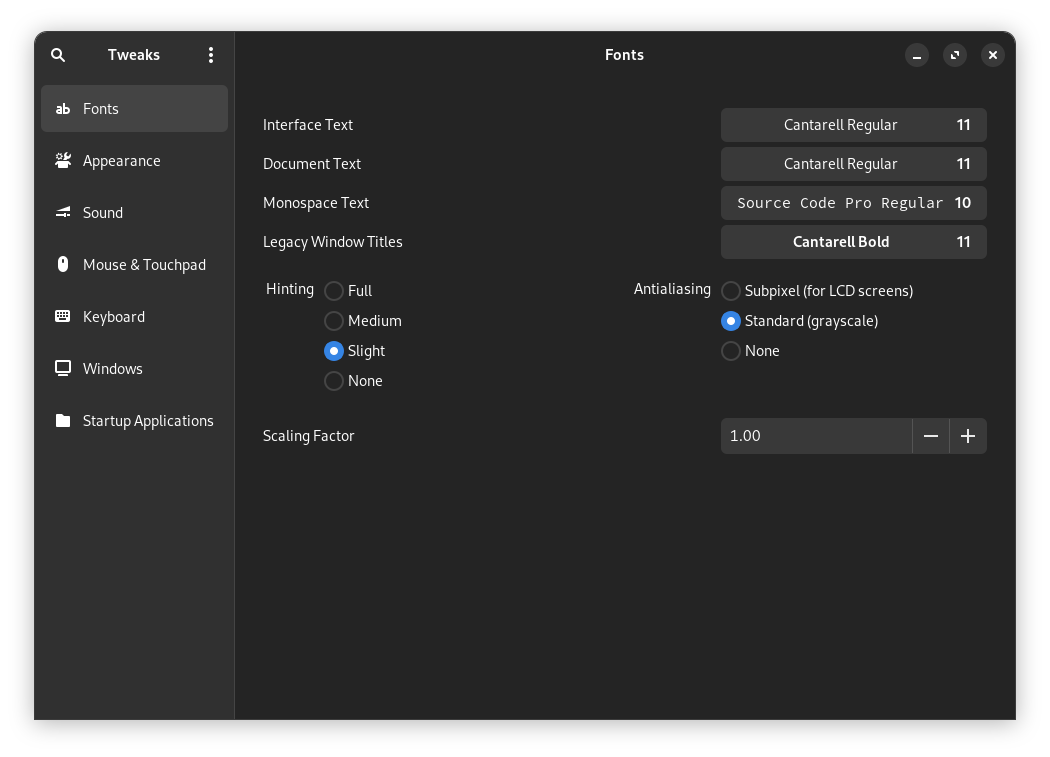 Tweaks
Fonts
Fonts
Appearance
Sound
Mouse & Touchpad
Keyboard
Windows
Startup Applications
Interface Text Cantarell Regular 11
Document Text Cantarell Regular 11
Monospace Text Source Code Pro Regular 10
Legacy Window Titles Cantarell Bold 11
Hinting
Full
Medium
Slight
None
Antialiasing
Subpixel (for LCD screens)
Standard (grayscale)
None
Scaling Factor 1.00